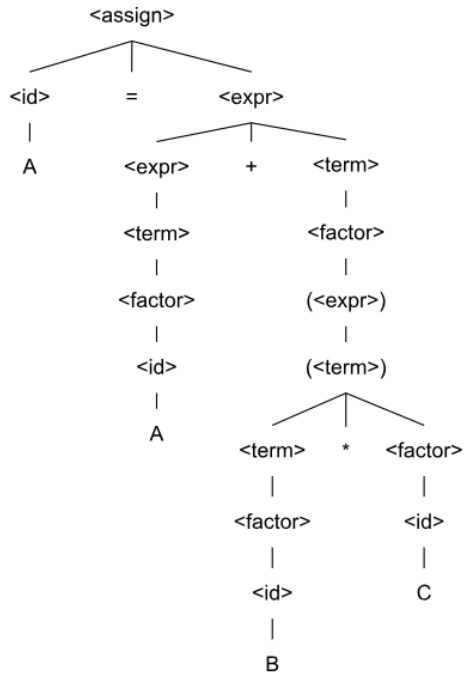 <assign>
<id> = <expr>
A <expr> + <term>
<term> <factor>
<factor> (<expr>)
<id> (<term>)
A
<term> * <factor>
<factor> <id>
<id> C
B